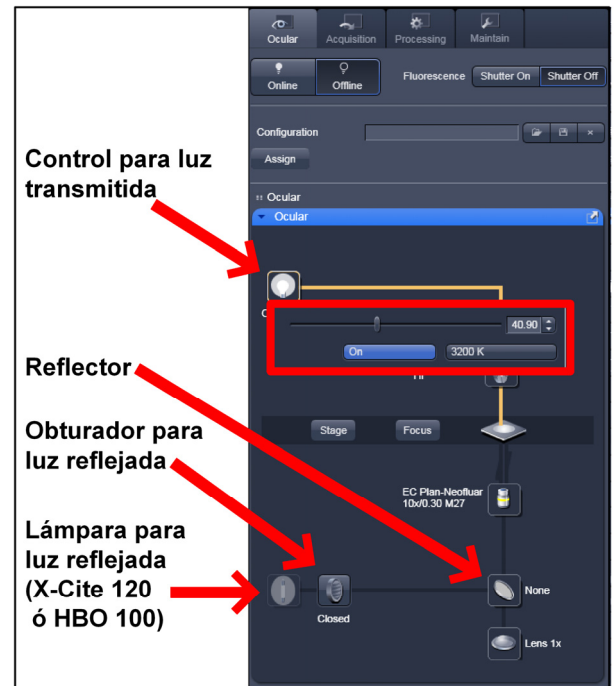 Ocular
Acquisition
Processing
Maintain
Online
Offline
Fluorescence
Shutter On
Shutter Off
Configuration
Assign
Control para luz
transmitida
Ocular
Ocular
40.90
On
3200 K
Reflector
Stage
Focus
Obturador para
luz reflejada
EC Plan-Neofluar
10x/0.30 M27
Lámpara para
luz reflejada
(X-Cite 120
ó HBO 100)
None
Closed
Lens 1x